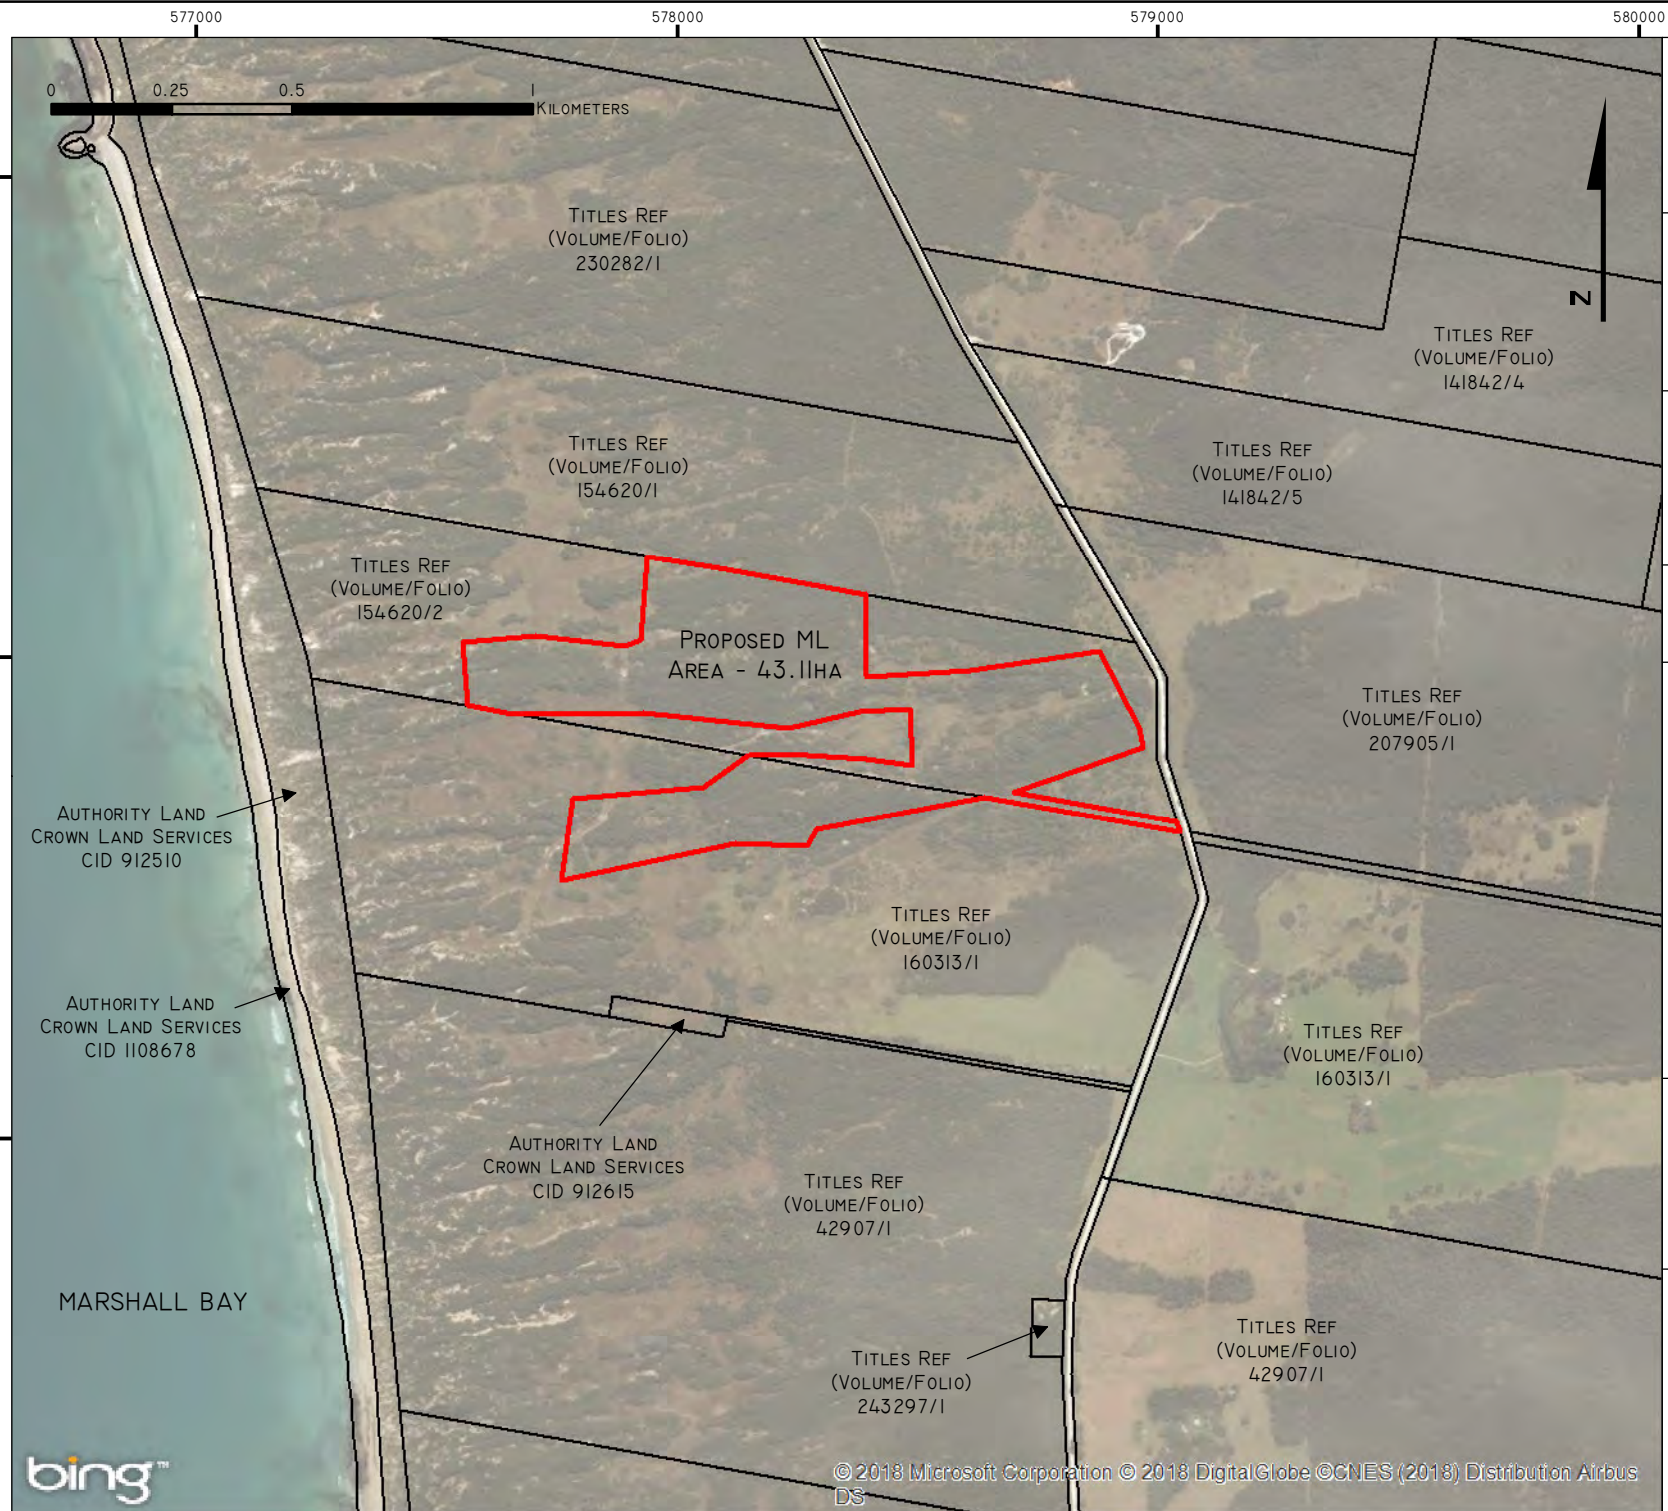 577000
578000
579000
580000
0 0.25 0.5 1
Kilometers
N
Titles Ref
(Volume/Folio)
230282/1
Titles Ref
(Volume/Folio)
141842/4
Titles Ref
(Volume/Folio)
154620/1
Titles Ref
(Volume/Folio)
141842/5
Titles Ref
(Volume/Folio)
154620/2
Proposed ML
Area - 43.11ha
Titles Ref
(Volume/Folio)
207905/1
Authority Land
Crown Land Services
CID 912510
Titles Ref
(Volume/Folio)
160313/1
Authority Land
Crown Land Services
CID 1108678
Titles Ref
(Volume/Folio)
160313/1
Authority Land
Crown Land Services
CID 912615
Titles Ref
(Volume/Folio)
42907/1
MARSHALL BAY
Titles Ref
(Volume/Folio)
243297/1
Titles Ref
(Volume/Folio)
42907/1
bing™
© 2018 Microsoft Corporation © 2018 DigitalGlobe ©CNES (2018) Distribution Airbus
DS